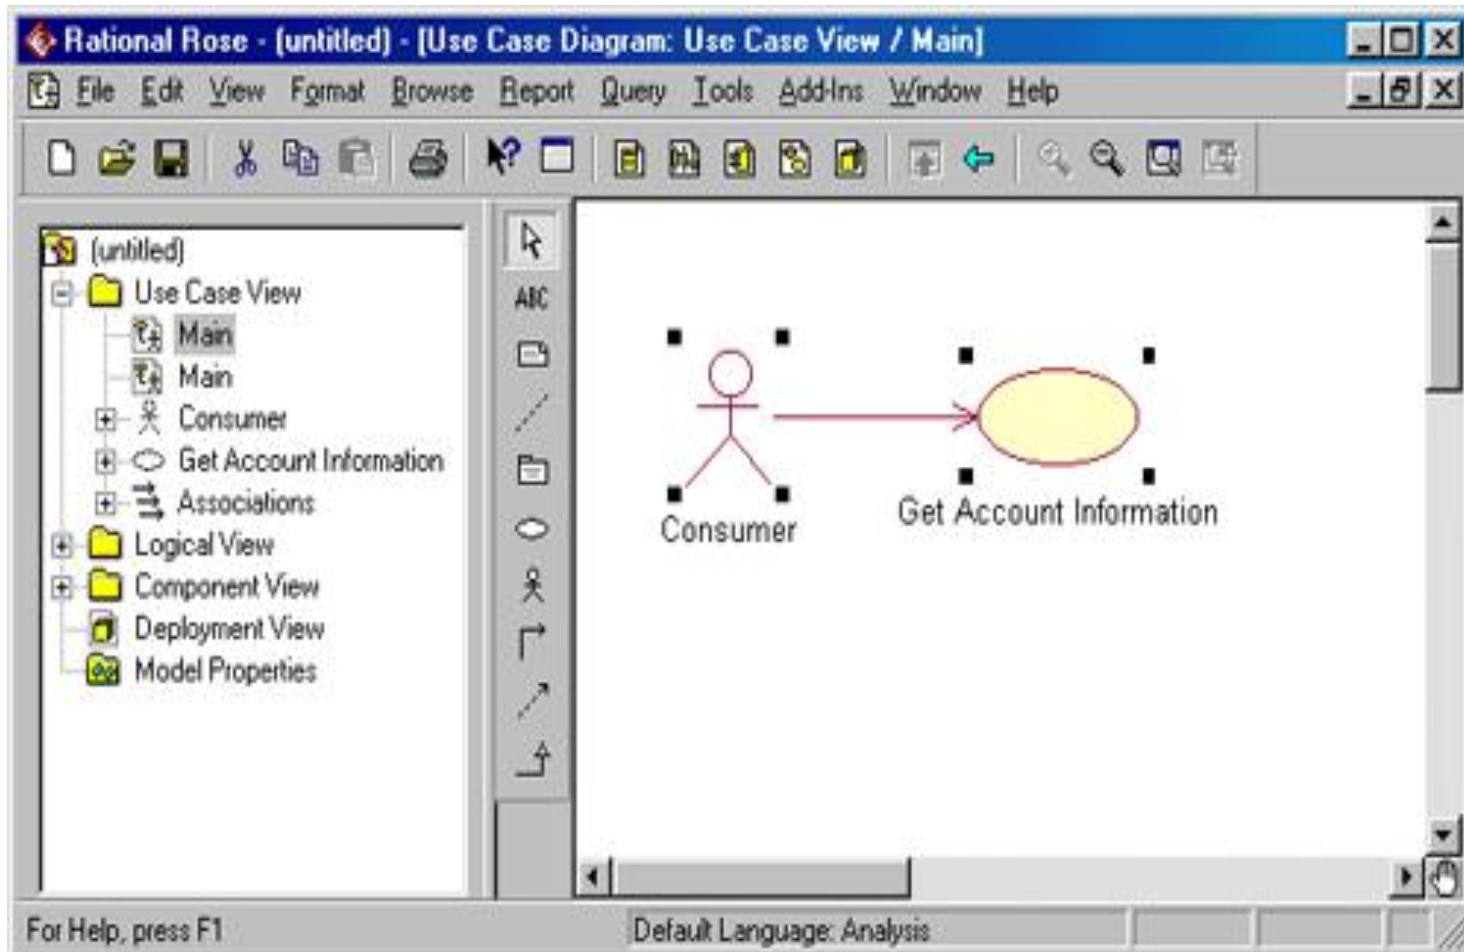 Rational Rose - (untitled) - [Use Case Diagram: Use Case View / Main]
File Edit View Format Browse Report Query Tools Add-Ins Window Help
(untitled)
Use Case View
Main
Main
Consumer
Get Account Information
Associations
Logical View
Component View
Deployment View
Model Properties
ABC
Consumer
Get Account Information
For Help, press F1
Default Language: Analysis